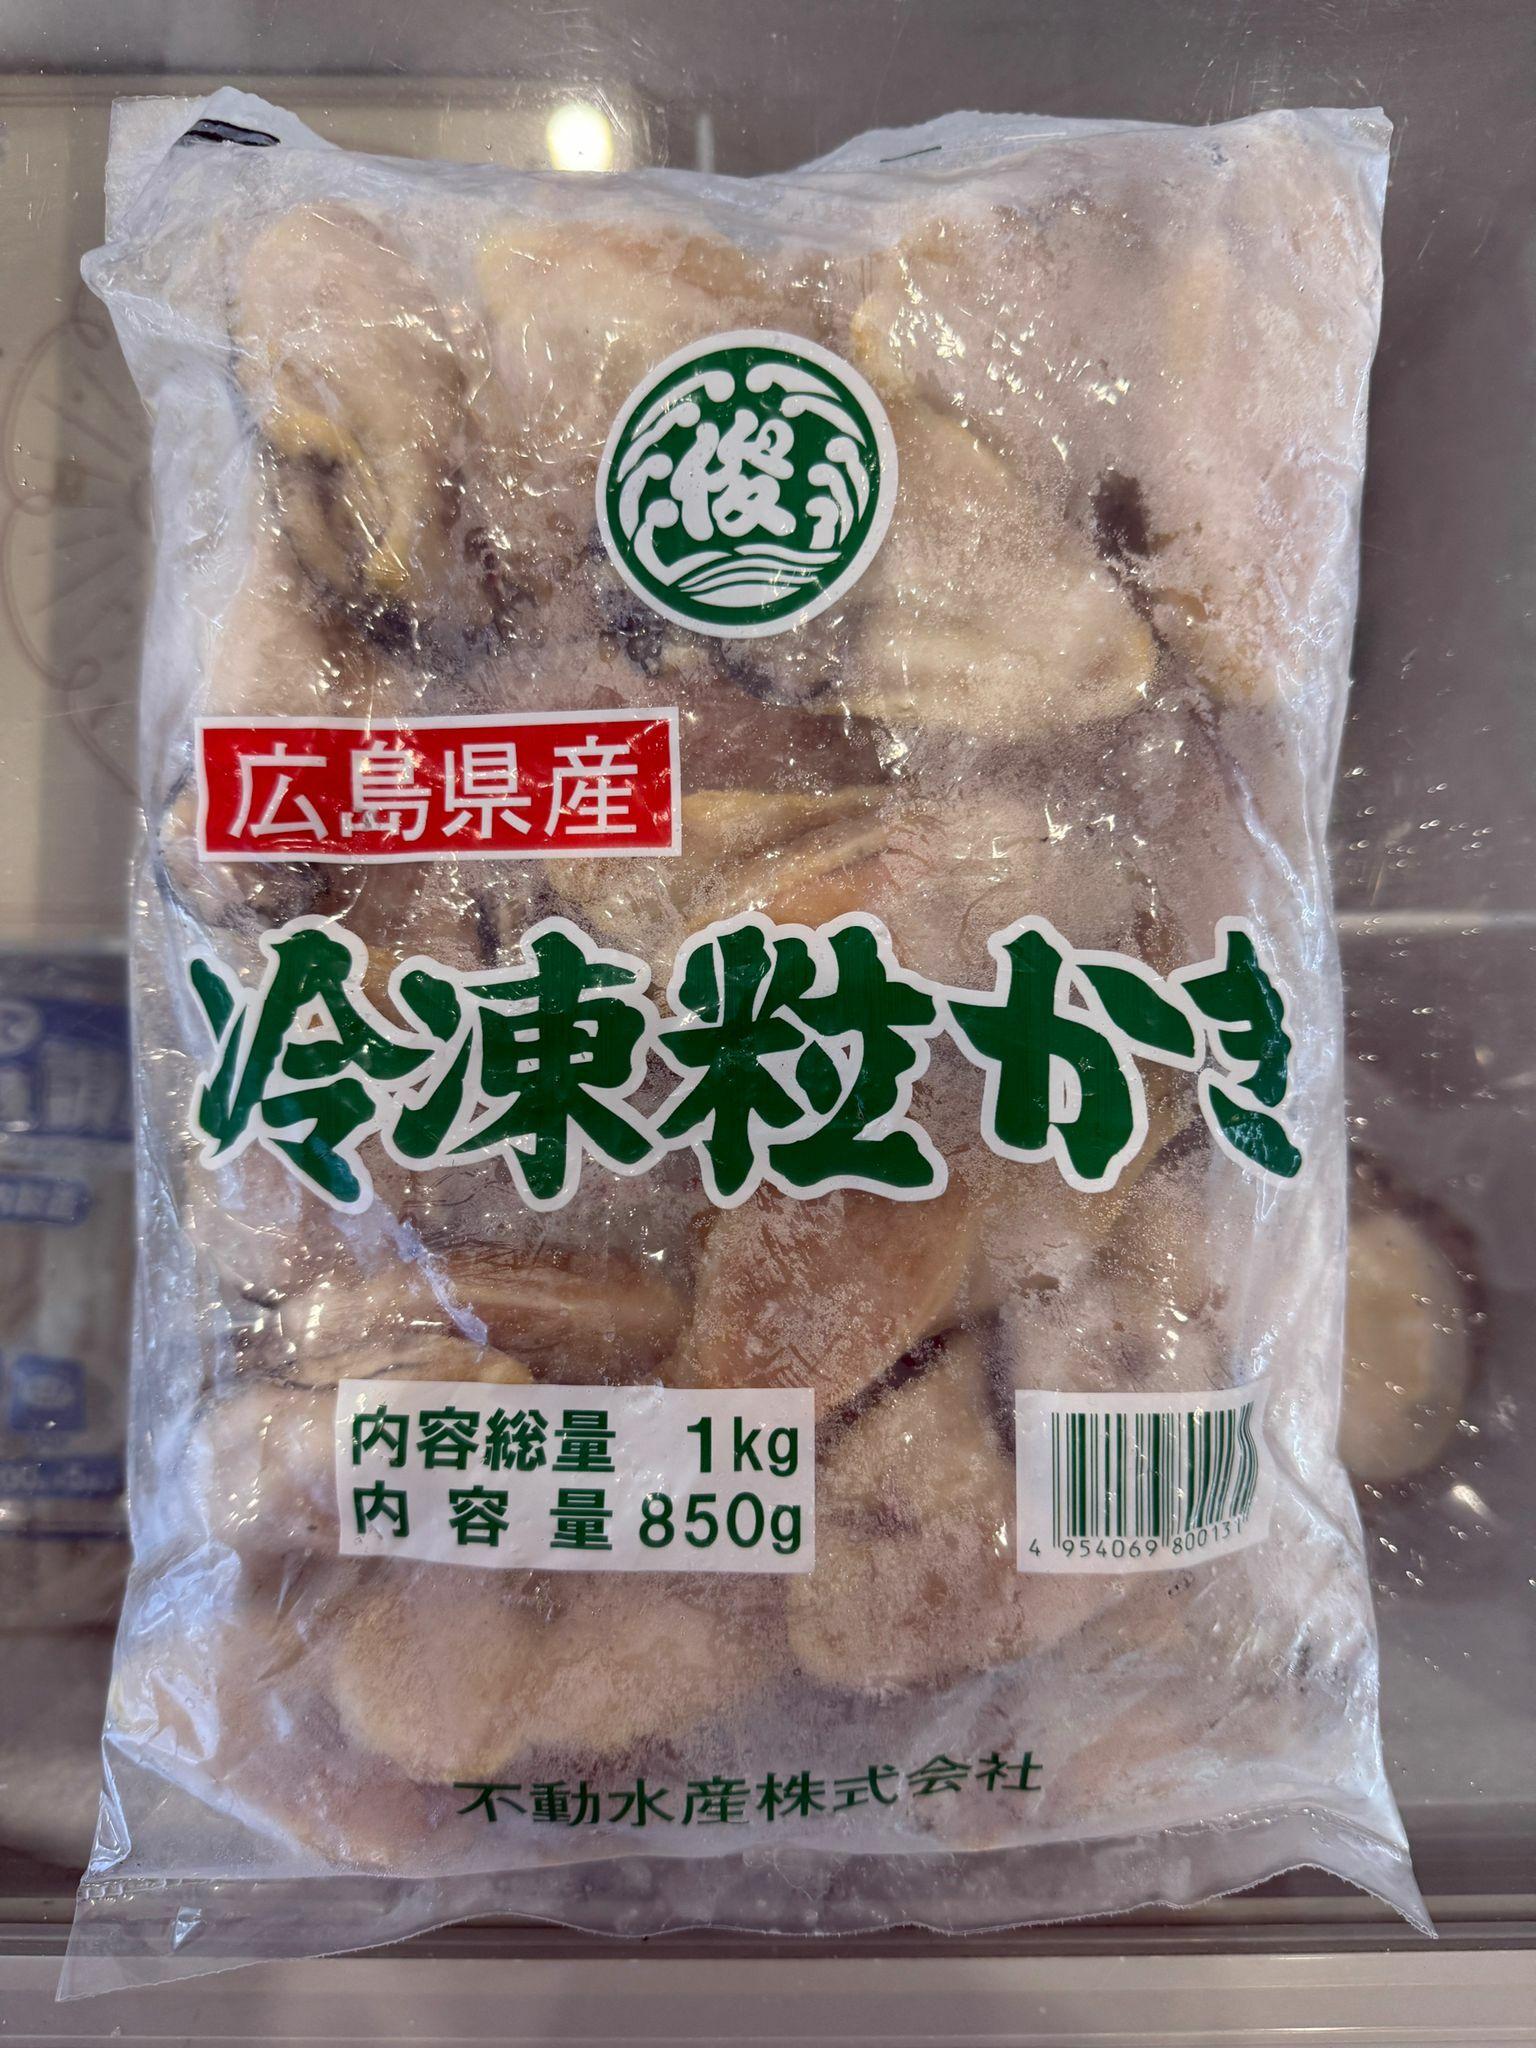 俊
広島県産
冷凍粒かき
内容総量 1kg
内容量 850g
4 954069 800131
不動水産株式会社